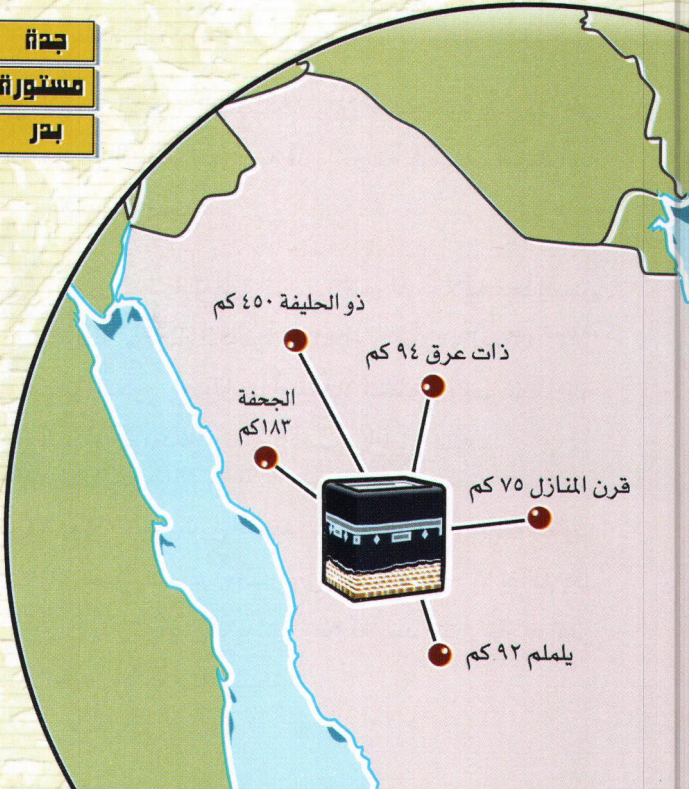 جدة
مستورة
بدر
ذو الحليفة ٤٥٠ كم
ذات عرق ٩٤ كم
الجحفة
١٨٣كم
قرن المنازل ٧٥ كم
يلملم ٩٢ كم